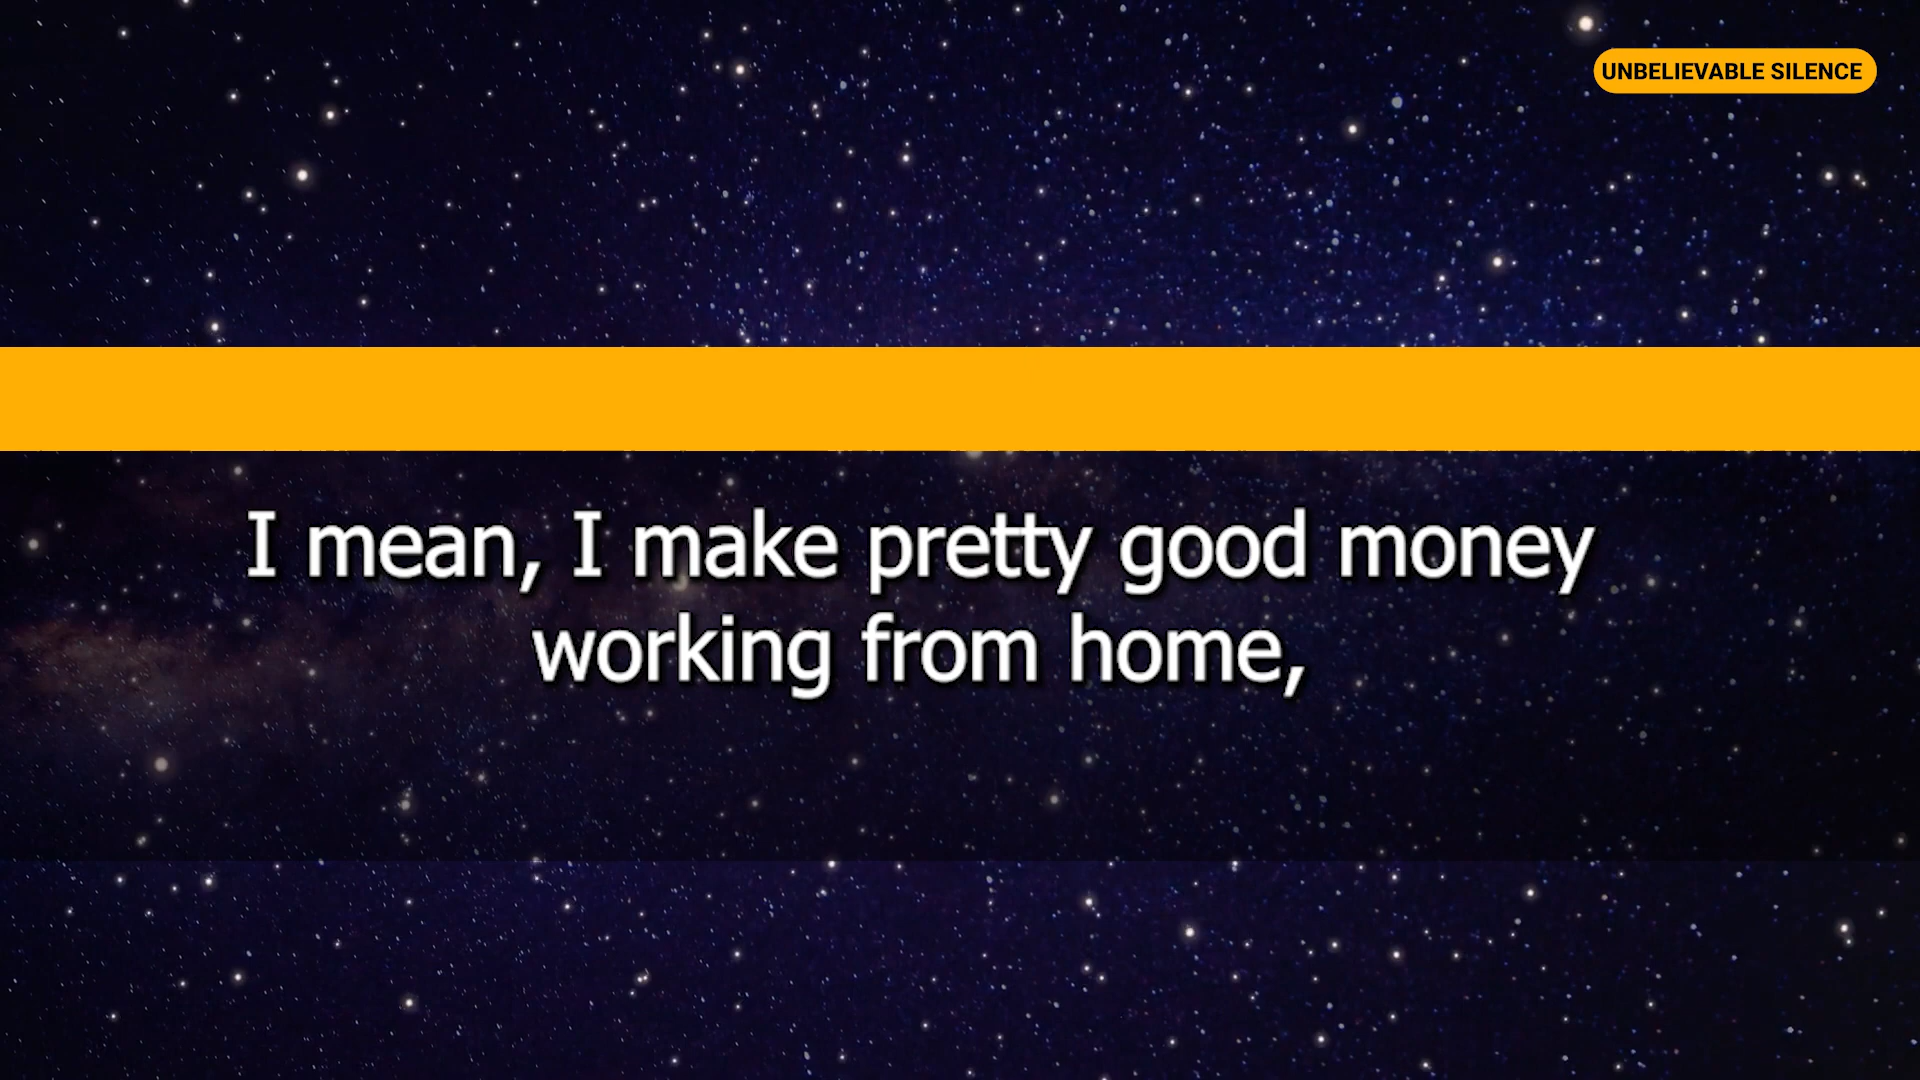 UNBELIEVABLE SILENCE
I mean, I make pretty good money
working from home,